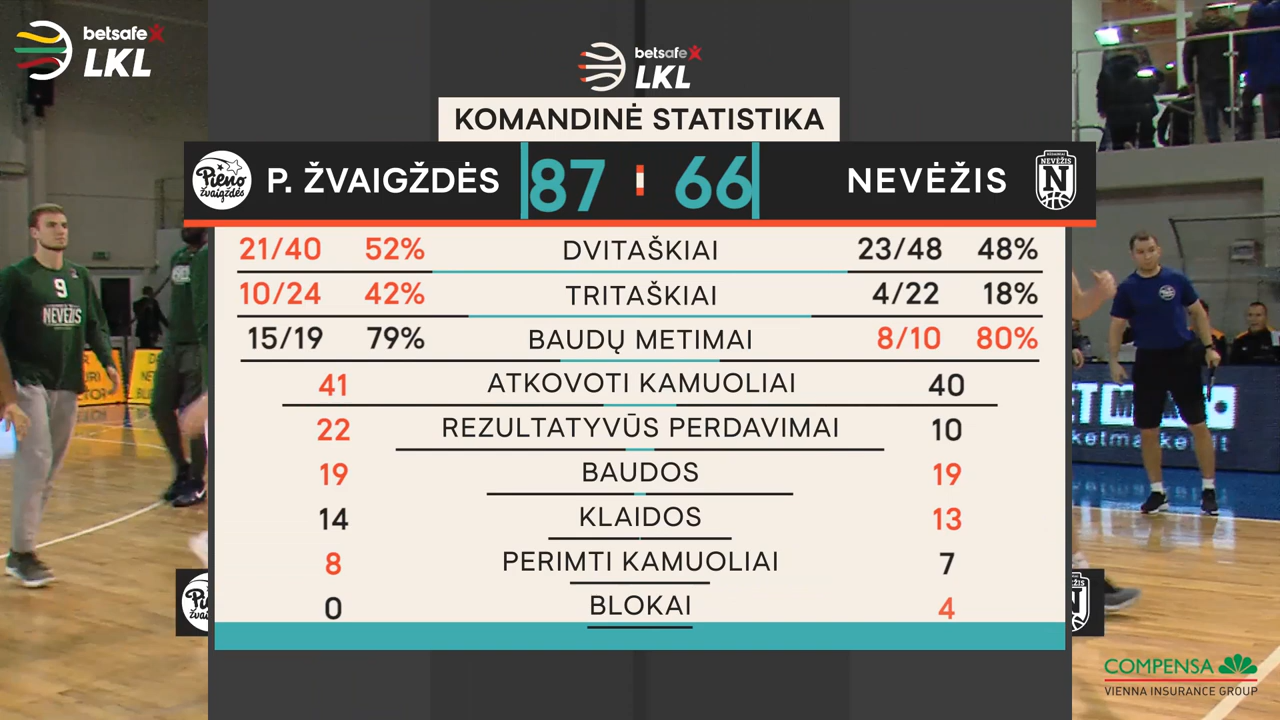 betsafe
LKL
betsafe
LKL
KOMANDINĖ STATISTIKA
Pieno žvaigždės P. ŽVAIGŽDĖS 87 : 66 NEVĖŽIS NEVĖŽIS N
21/40 52% DVITAŠKIAI 23/48 48%
10/24 42% TRITAŠKIAI 4/22 18%
15/19 79% BAUDŲ METIMAI 8/10 80%
41 ATKOVOTI KAMUOLIAI 40
22 REZULTATYVŪS PERDAVIMAI 10
19 BAUDOS 19
14 KLAIDOS 13
8 PERIMTI KAMUOLIAI 7
0 BLOKAI 4
9
NEVĖŽIS
COMPENSA
VIENNA INSURANCE GROUP